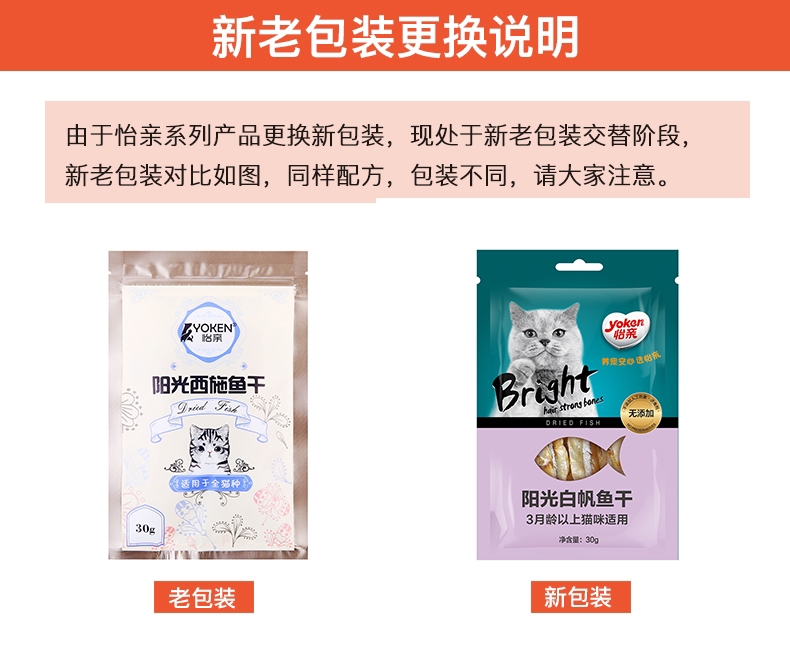 新老包装更换说明
由于怡亲系列产品更换新包装，现处于新老包装交替阶段，
新老包装对比如图，同样配方，包装不同，请大家注意。
YOKEN®
怡亲
阳光西施鱼干
Dried Fish
适用于全猫种
30g
老包装
yoken
怡亲
Bright
hair strong bones
DRIED FISH
无添加
阳光白帆鱼干
3月龄以上猫咪适用
净含量：30g
新包装